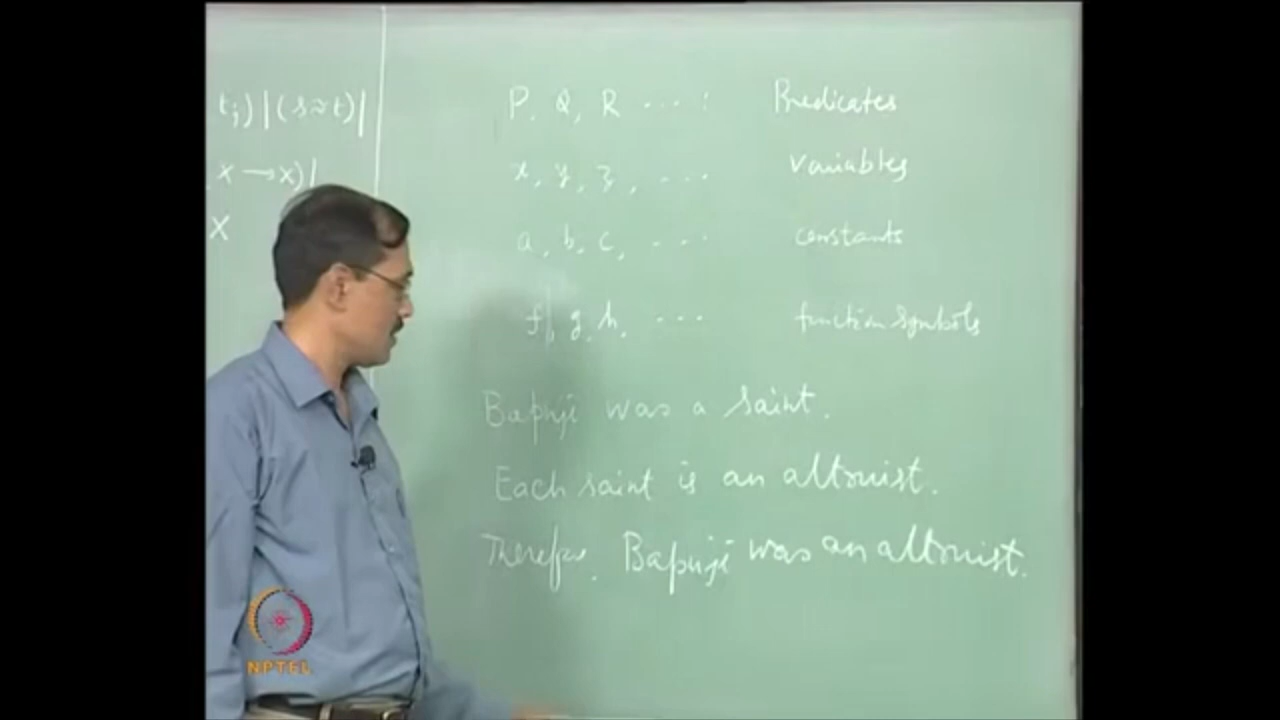 tj) | (s ≈ t) |
P, Q, R ... : Predicates
x → X) |
x, y, z, ... variables
X
a, b, c, ... constants
f, g, h, ... function symbols
Bapuji was a saint.
Each saint is an altruist.
Therefore, Bapuji was an altruist.
NPTEL